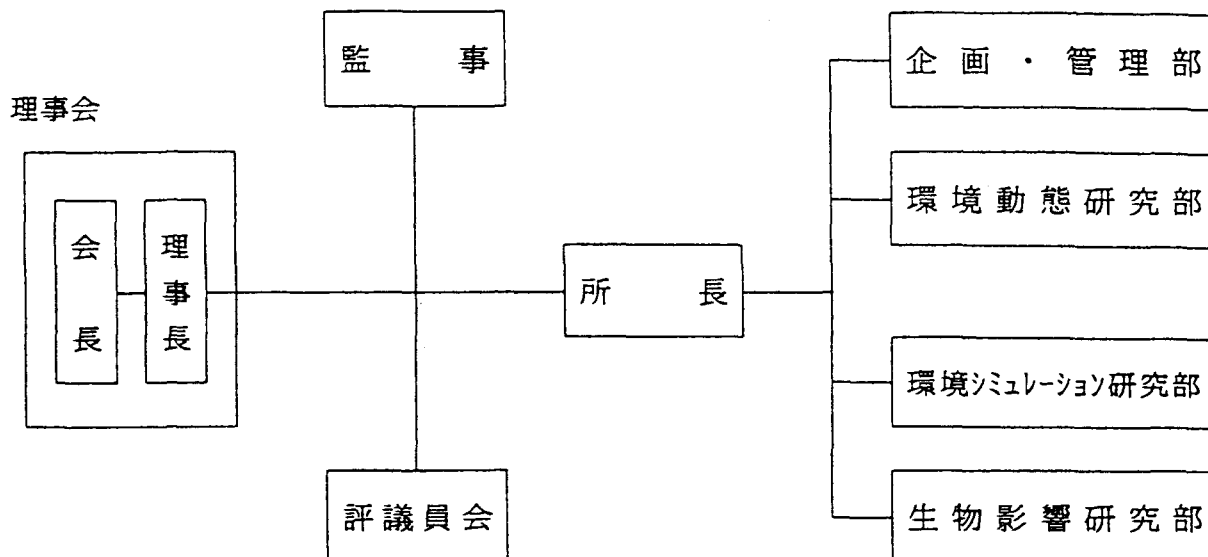 監事
企画・管理部
理事会
環境動態研究部
会長
理事長
所長
環境シミュレーション研究部
評議員会
生物影響研究部